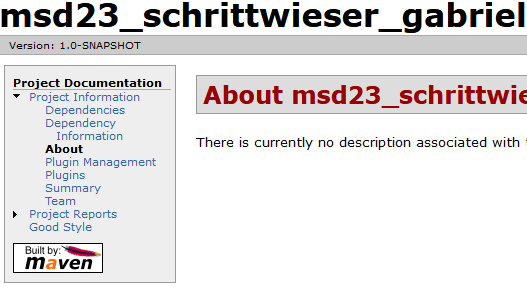 msd23_schrittwieser_gabriel
Version: 1.0-SNAPSHOT
Project Documentation
Project Information
Dependencies
Dependency
Information
About
Plugin Management
Plugins
Summary
Team
Project Reports
Good Style
Built by:
maven
About msd23_schrittwie
There is currently no description associated with